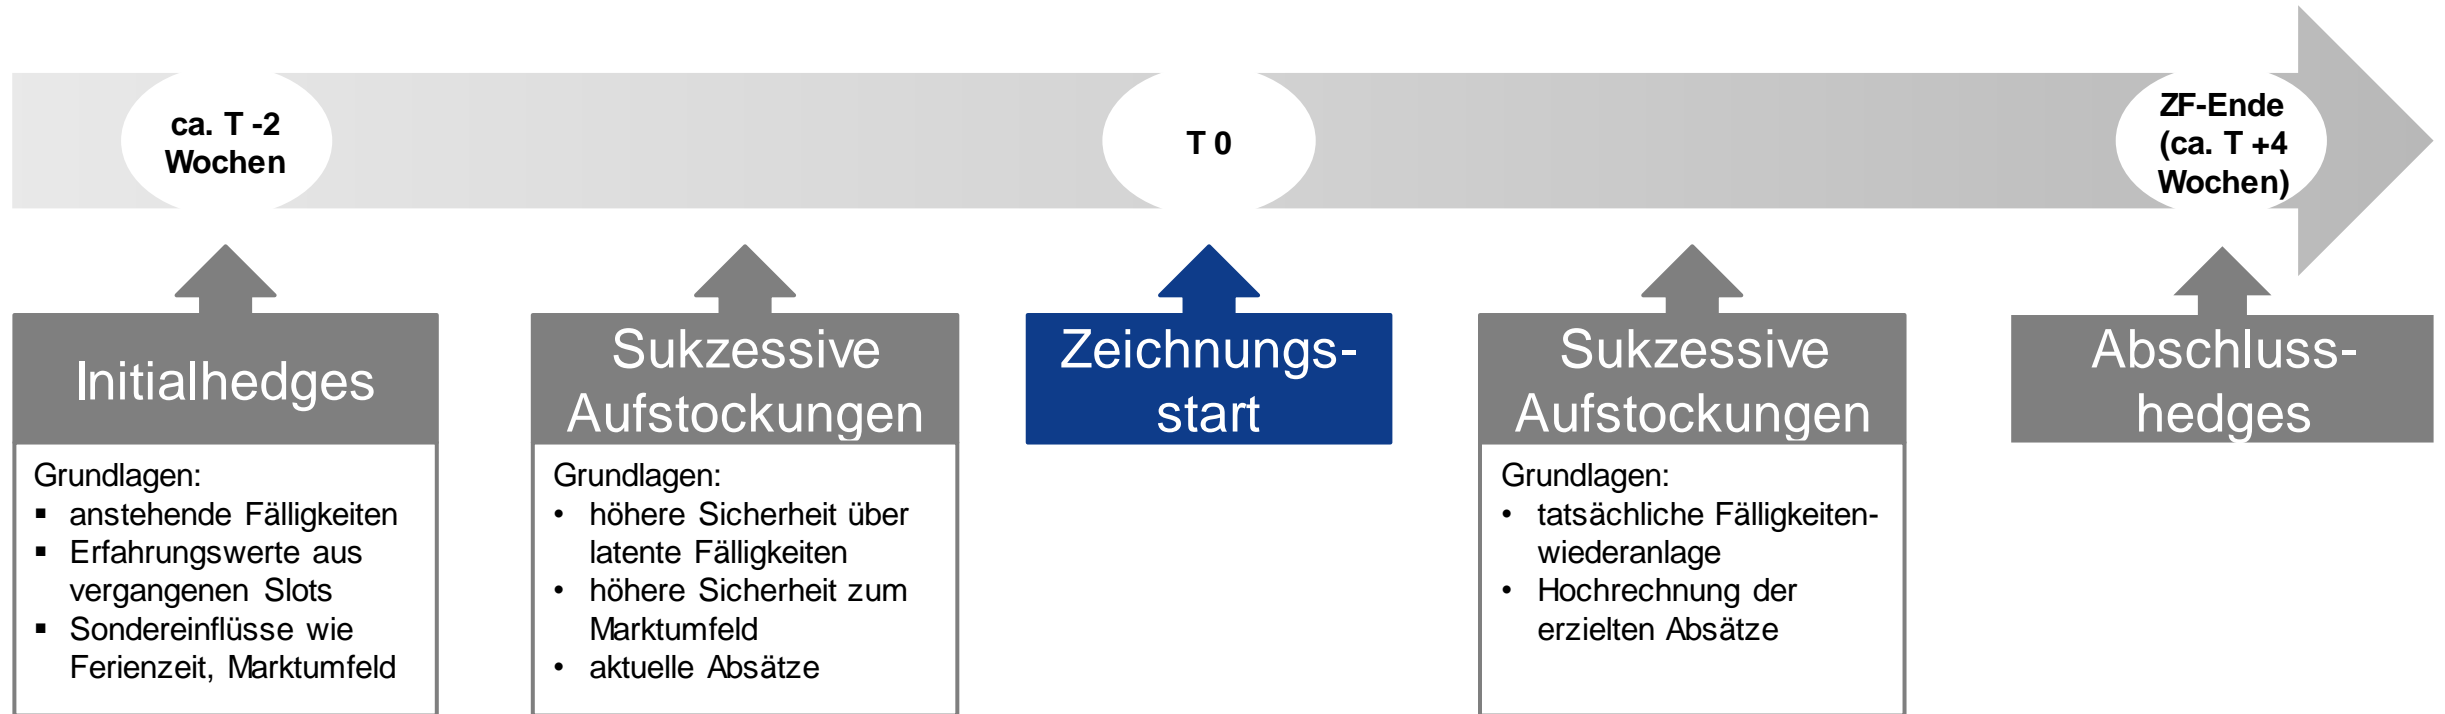 ca. T -2
Wochen
T 0
ZF-Ende
(ca. T +4
Wochen)
Initialhedges
Grundlagen:
▪ anstehende Fälligkeiten
▪ Erfahrungswerte aus
vergangenen Slots
▪ Sondereinflüsse wie
Ferienzeit, Marktumfeld
Sukzessive
Aufstockungen
Grundlagen:
• höhere Sicherheit über
latente Fälligkeiten
• höhere Sicherheit zum
Marktumfeld
• aktuelle Absätze
Zeichnungs-
start
Sukzessive
Aufstockungen
Grundlagen:
• tatsächliche Fälligkeiten-
wiederanlage
• Hochrechnung der
erzielten Absätze
Abschluss-
hedges